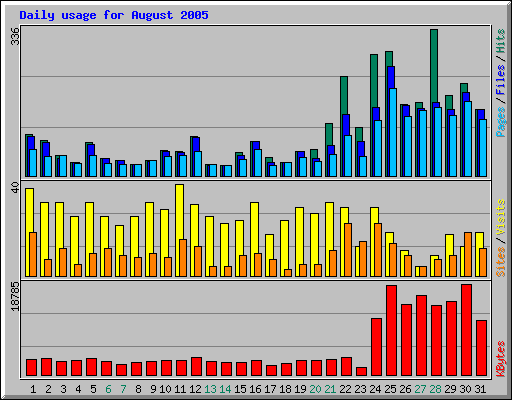 Daily usage for August 2005
336
Pages / Files / Hits
40
Sites / Visits
18785
KBytes
1 2 3 4 5 6 7 8 9 10 11 12 13 14 15 16 17 18 19 20 21 22 23 24 25 26 27 28 29 30 31